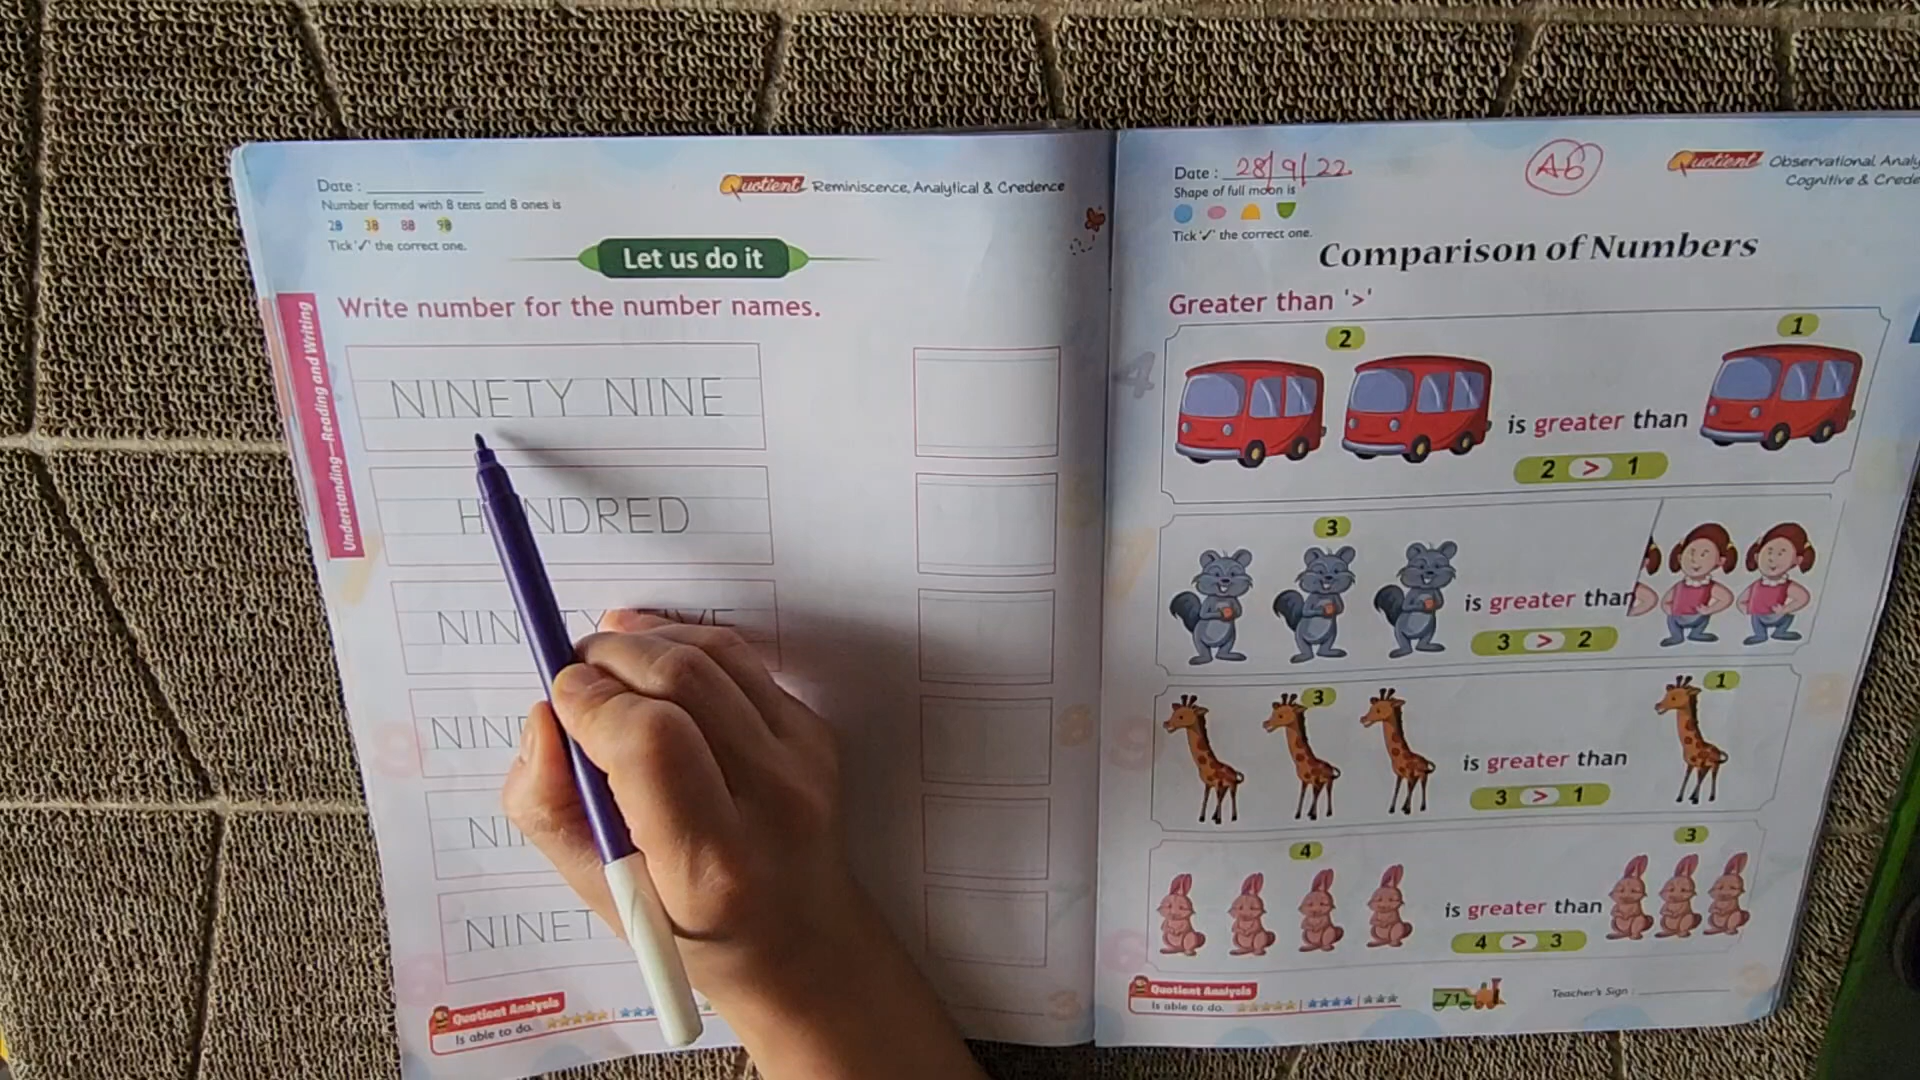 Date :
Number formed with 8 tens and 8 ones is
28 38 88 98
Tick '✓' the correct one.
Quotient Reminiscence, Analytical & Credence
Let us do it
Understanding—Reading and Writing
Write number for the number names.
NINETY NINE
H NDRED
NIN TY FIVE
NINE
NI
NINET
Quotient Analysis
Is able to do.
Date : 28/9/22
Shape of full moon is
Tick '✓' the correct one.
AB
Quotient Observational,
Cognitive &
Comparison of Numbers
Greater than '>'
2
1
is greater than
2 > 1
3
is greater than
3 > 2
3
1
is greater than
3 > 1
4
3
is greater than
4 > 3
Quotient Analysis
Is able to do.
71
Teacher's Sign :